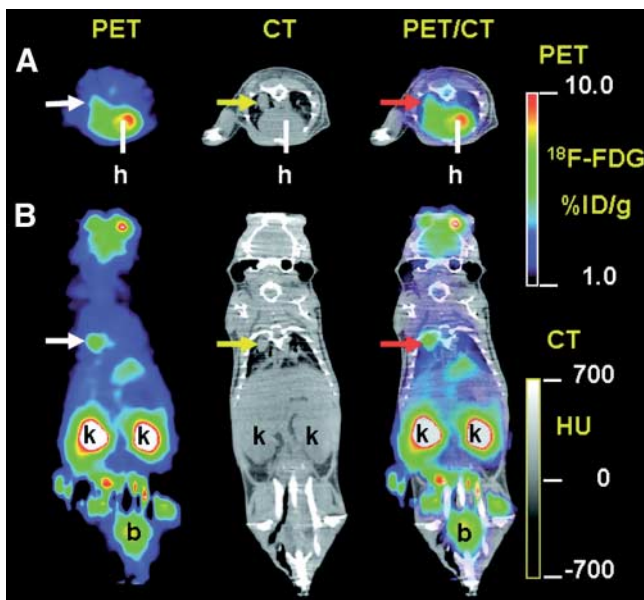 PET CT PET/CT
A
h h h
B
k k k k k k
b b
PET
10.0
18F-FDG
%ID/g
1.0
CT
700
HU
0
-700